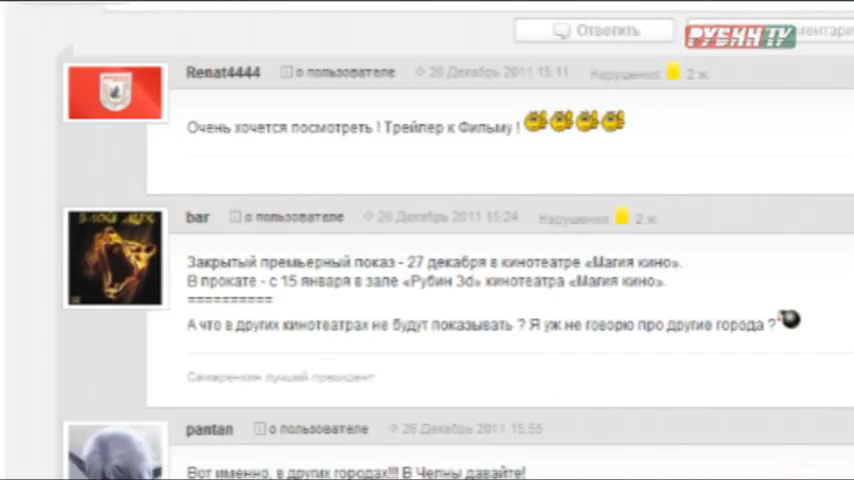 Ответить
РУБИН TV
ментари
Renat4444 о пользователе 26 Декабрь 2011 15:11 Нарушения: 2 ж.
Очень хочется посмотреть ! Трейлер к Фильму !
bar о пользователе 26 Декабрь 2011 15:24 Нарушения: 2 ж.
Закрытый премьерный показ - 27 декабря в кинотеатре «Магия кино».
В прокате - с 15 января в зале «Рубин 3d» кинотеатра «Магия кино».
==========
А что в других кинотеатрах не будут показывать ? Я уж не говорю про другие города ?
лучший президент
pantan о пользователе 26 Декабрь 2011 15:55
Вот именно, в других городах!!! В Челны давайте!